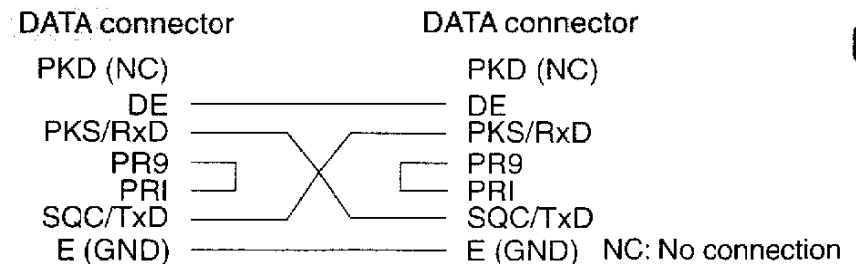 DATA connector DATA connector
PKD (NC) PKD (NC)
DE DE
PKS/RxD PKS/RxD
PR9 PR9
PRI PRI
SQC/TxD SQC/TxD
E (GND) E (GND) NC: No connection